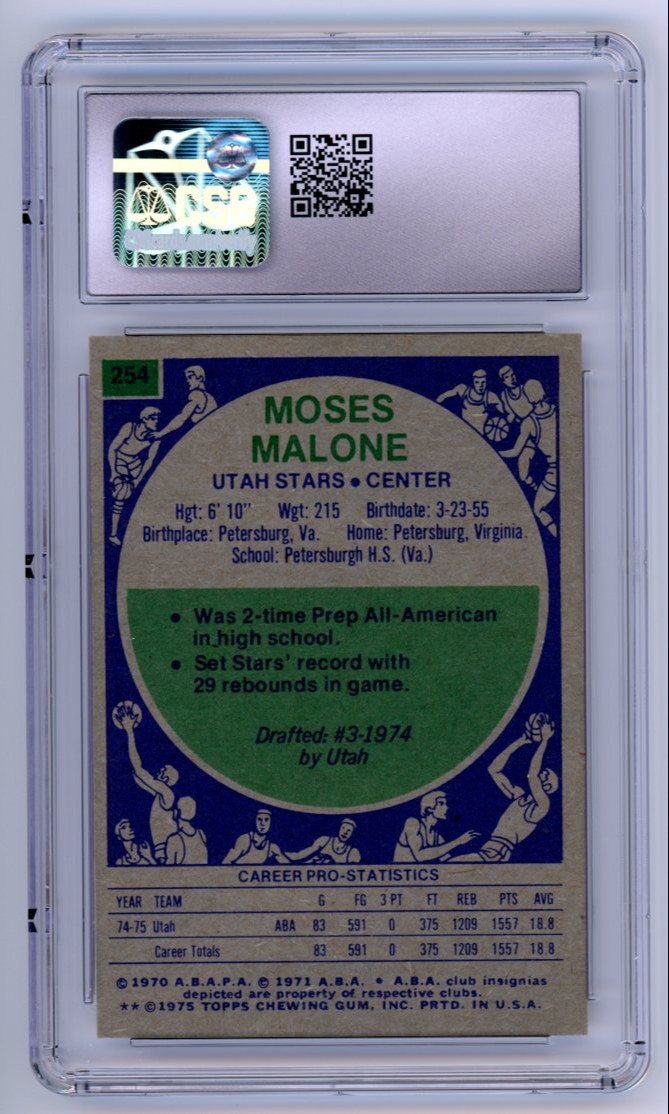 CSG
254
MOSES
MALONE
UTAH STARS • CENTER
Hgt: 6' 10" Wgt: 215 Birthdate: 3-23-55
Birthplace: Petersburg, Va. Home: Petersburg, Virginia.
School: Petersburgh H.S. (Va.)
• Was 2-time Prep All-American
in high school.
• Set Stars' record with
29 rebounds in game.
Drafted: #3-1974
by Utah
CAREER PRO-STATISTICS
YEAR TEAM G FG 3 PT FT REB PTS AVG
74-75 Utah ABA 83 591 0 375 1209 1557 18.8
Career Totals 83 591 0 375 1209 1557 18.8
© 1970 A.B.A.P.A. © 1971 A.B.A. • A.B.A. club insignias
depicted are property of respective clubs.
** © 1975 TOPPS CHEWING GUM, INC. PRTD. IN U.S.A.